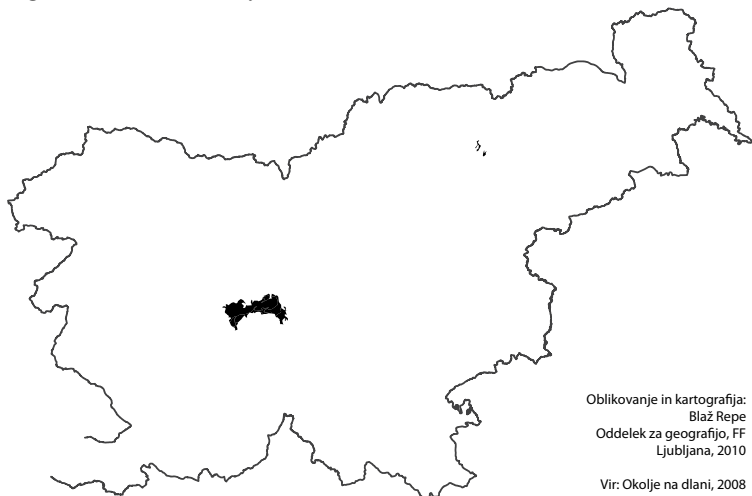 Oblikovanje in kartografija:
Blaž Repe
Oddelek za geografijo, FF
Ljubljana, 2010
Vir: Okolje na dlani, 2008